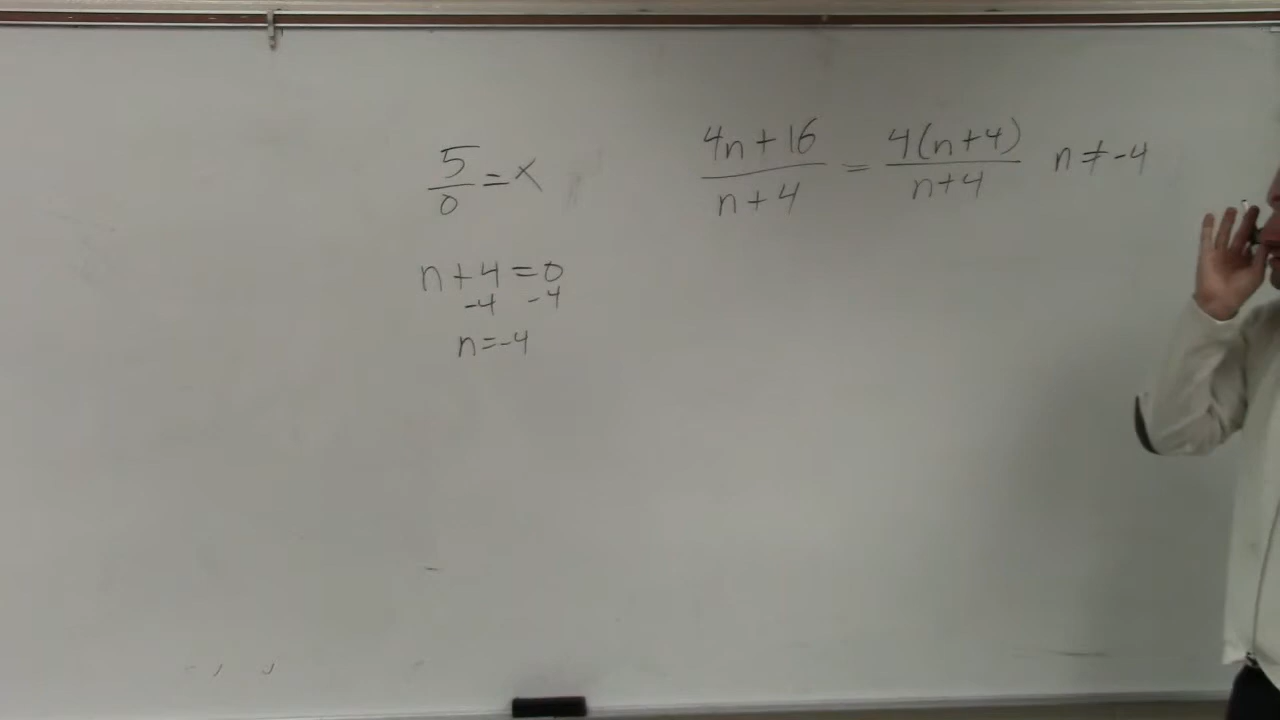 5/0 = x
n + 4 = 0
-4 -4
n = -4
(4n + 16)/(n + 4) = 4(n + 4)/(n + 4) n ≠ -4